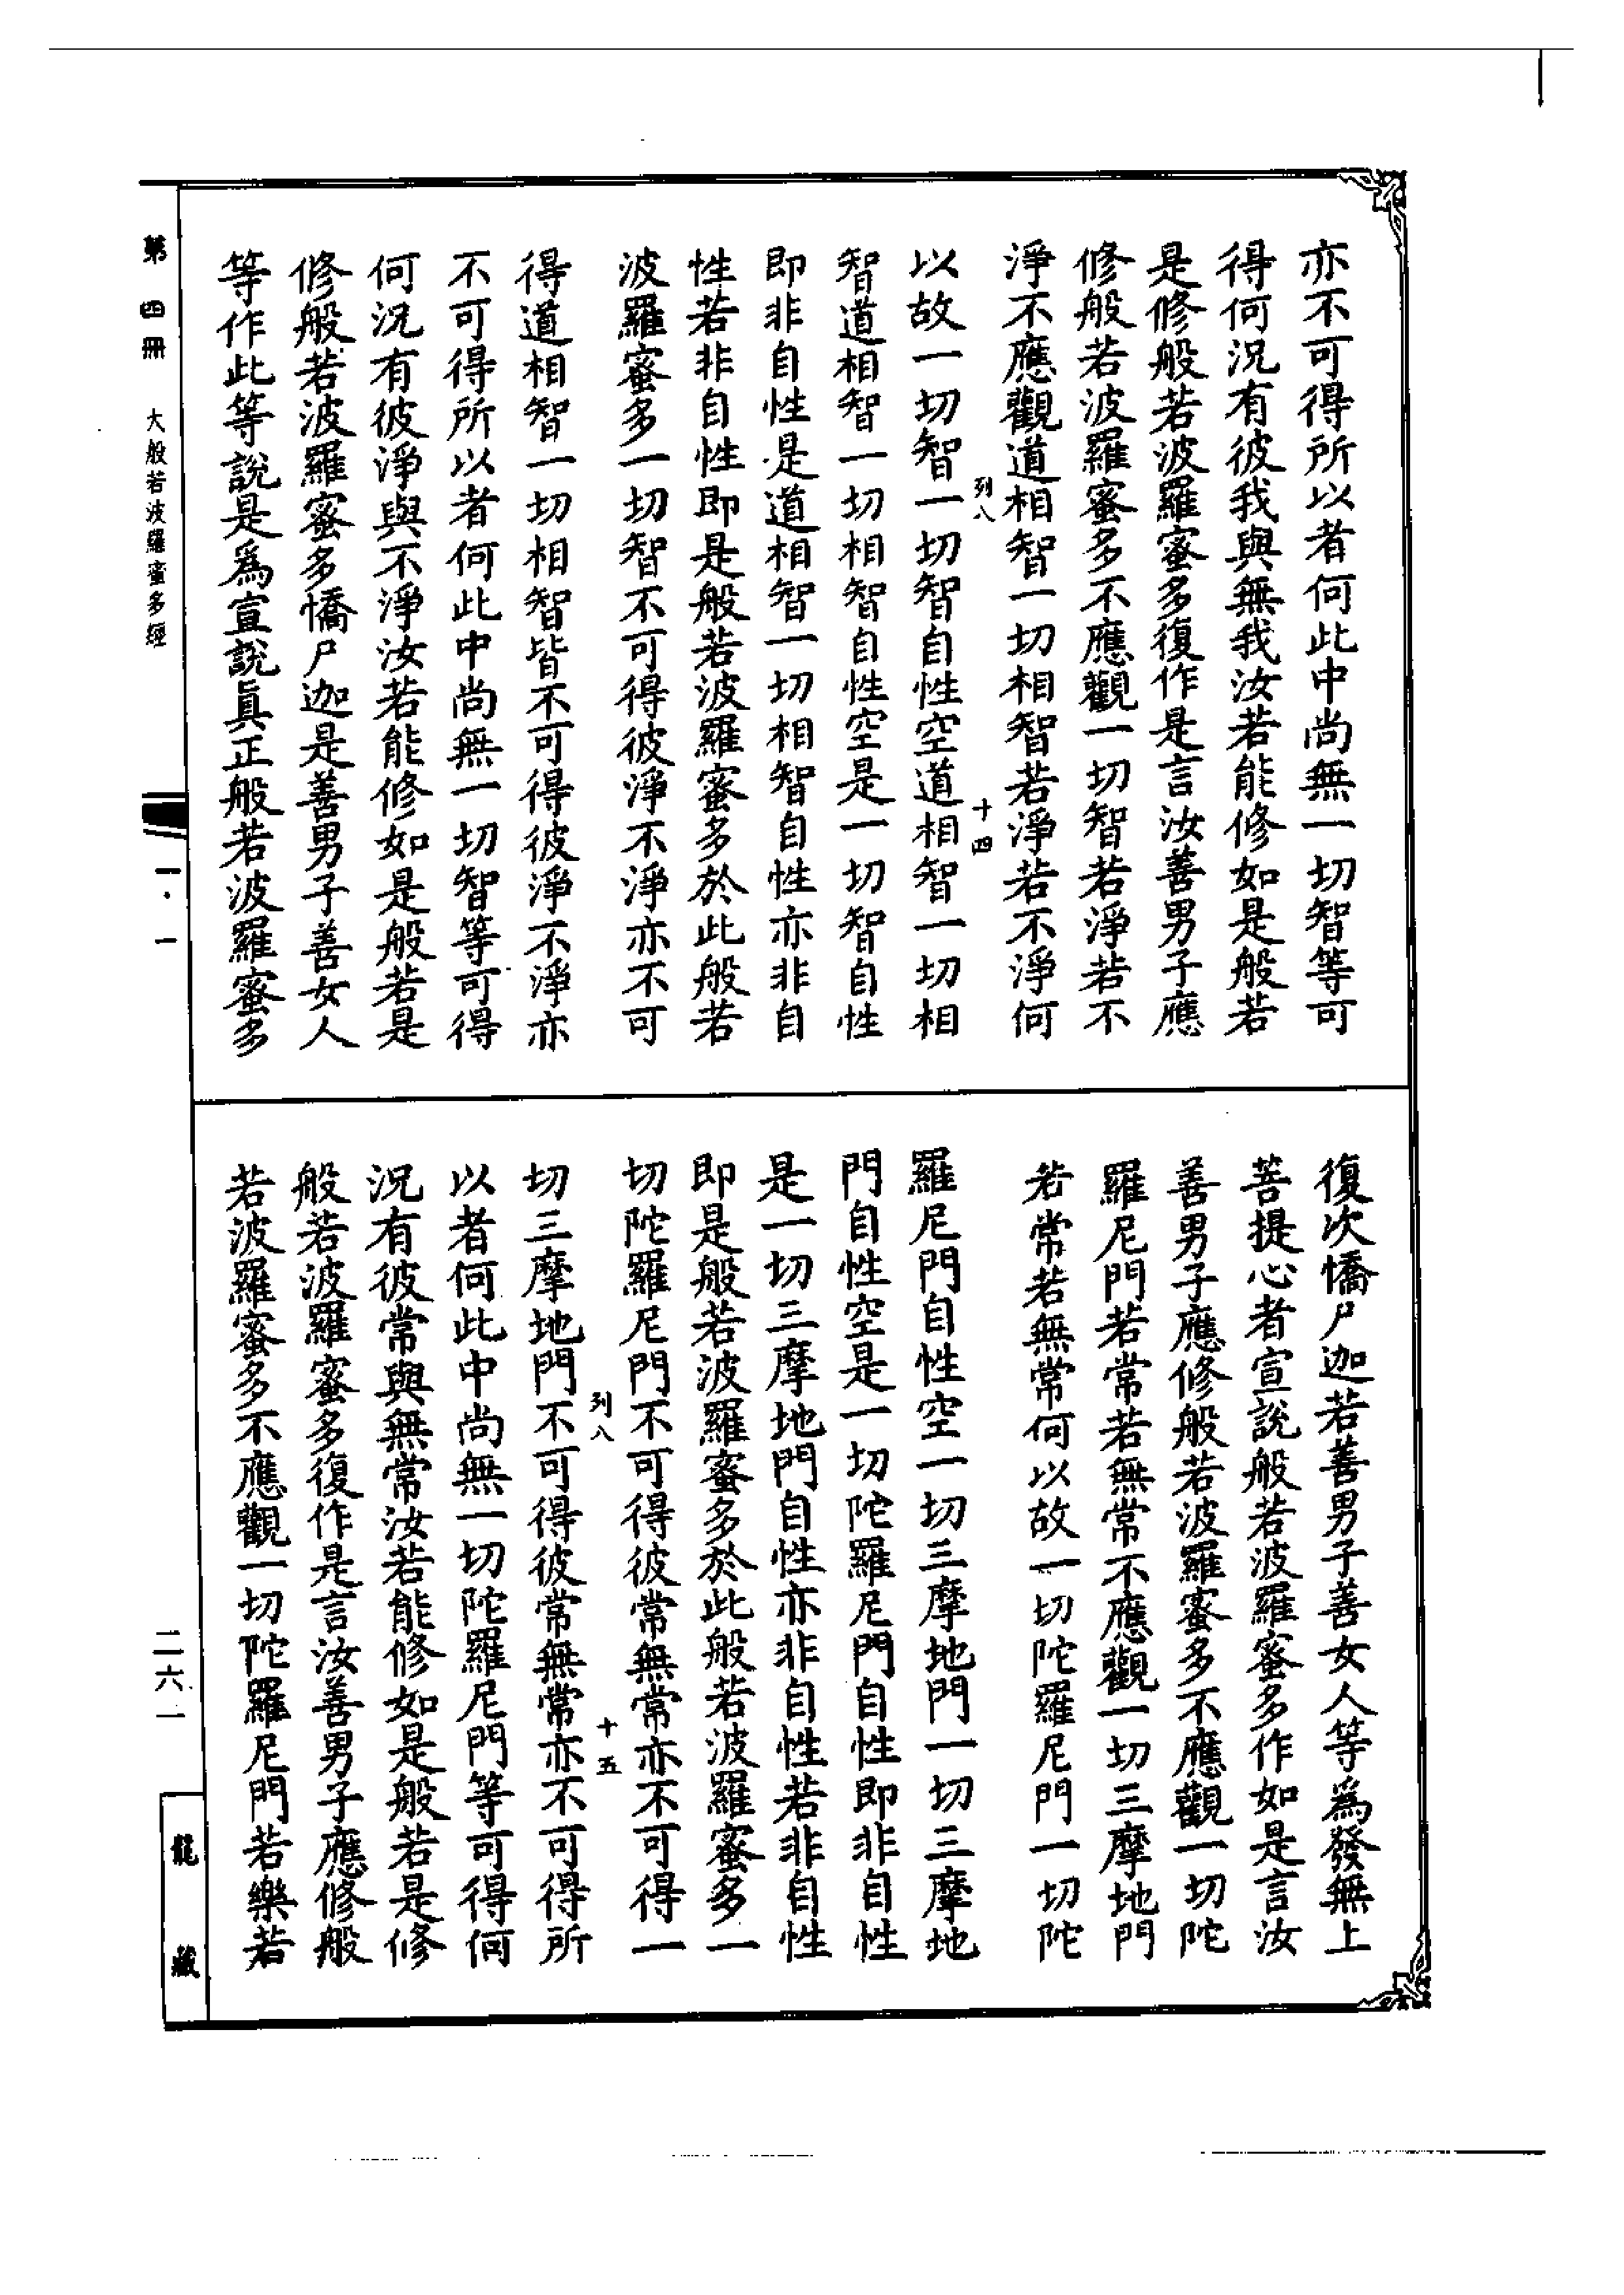 亦不可得所以者何此中尚無一切智等可
得何況有彼我與無我汝若能修如是般若
是修般若波羅蜜多復作是言汝善男子應
修般若波羅蜜多不應觀一切智若淨若不
淨不應觀道相智一切相智若淨若不淨何
列八
十四
以故一切智一切智自性空道相智一切相
智道相智一切相智自性空是一切智自性
即非自性是道相智一切相智自性亦非自
性若非自性即是般若波羅蜜多於此般若
波羅蜜多一切智不可得彼淨不淨亦不可
得道相智一切相智皆不可得彼淨不淨亦
不可得所以者何此中尚無一切智等可得
何況有彼淨與不淨汝若能修如是般若是
修般若波羅蜜多憍尸迦是善男子善女人
等作此等說是爲宣說眞正般若波羅蜜多
復次憍尸迦若善男子善女人等爲發無上
菩提心者宣說般若波羅蜜多作如是言汝
善男子應修般若波羅蜜多不應觀一切陀
羅尼門若常若無常不應觀一切三摩地門
若常若無常何以故一切陀羅尼門一切陀
羅尼門自性空一切三摩地門一切三摩地
門自性空是一切陀羅尼門自性即非自性
是一切三摩地門自性亦非自性若非自性
即是般若波羅蜜多於此般若波羅蜜多一
切陀羅尼門不可得彼常無常亦不可得一
列八
十五
切三摩地門不可得彼常無常亦不可得所
以者何此中尚無一切陀羅尼門等可得何
況有彼常與無常汝若能修如是般若是修
般若波羅蜜多復作是言汝善男子應修般
若波羅蜜多不應觀一切陀羅尼門若樂若
第四冊 大般若波羅蜜多經
一·一
二六一
龍藏